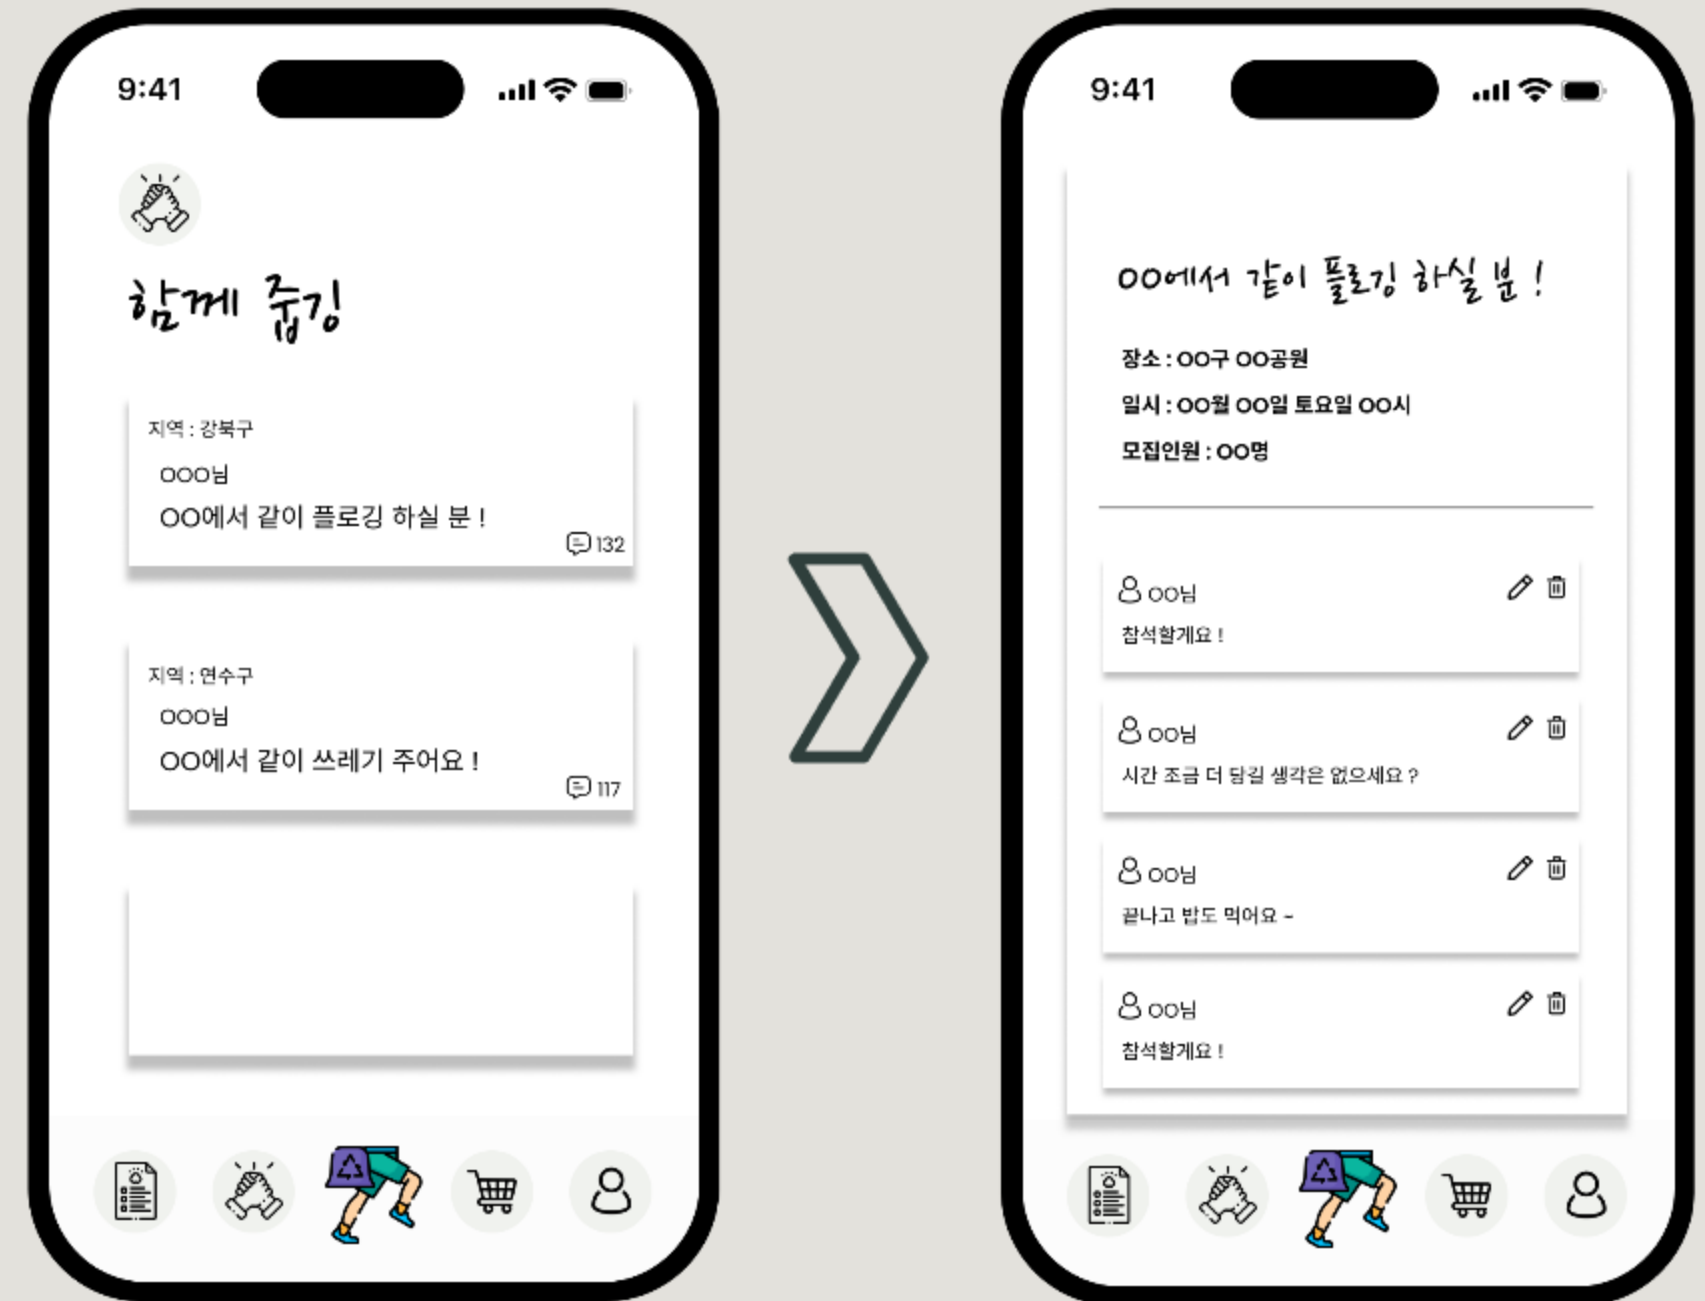 9:41
함께 줍깅
지역 : 강북구
OOO님
OO에서 같이 플로깅 하실 분 !
132
지역 : 연수구
OOO님
OO에서 같이 쓰레기 주어요 !
117
9:41
OO에서 같이 플로깅 하실 분 !
장소 : OO구 OO공원
일시 : OO월 OO일 토요일 OO시
모집인원 : OO명
OO님
참석할게요 !
OO님
시간 조금 더 당길 생각은 없으세요 ?
OO님
끝나고 밥도 먹어요 ~
OO님
참석할게요 !